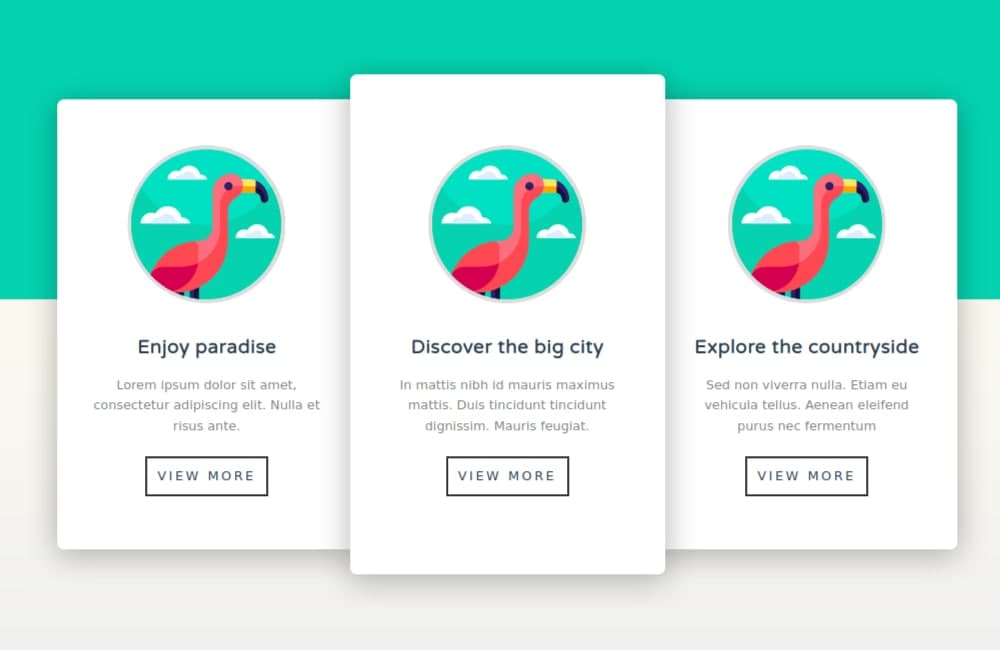 Enjoy paradise
Lorem ipsum dolor sit amet,
consectetur adipiscing elit. Nulla et
risus ante.
VIEW MORE
Discover the big city
In mattis nibh id mauris maximus
mattis. Duis tincidunt tincidunt
dignissim. Mauris feugiat.
VIEW MORE
Explore the countryside
Sed non viverra nulla. Etiam eu
vehicula tellus. Aenean eleifend
purus nec fermentum
VIEW MORE